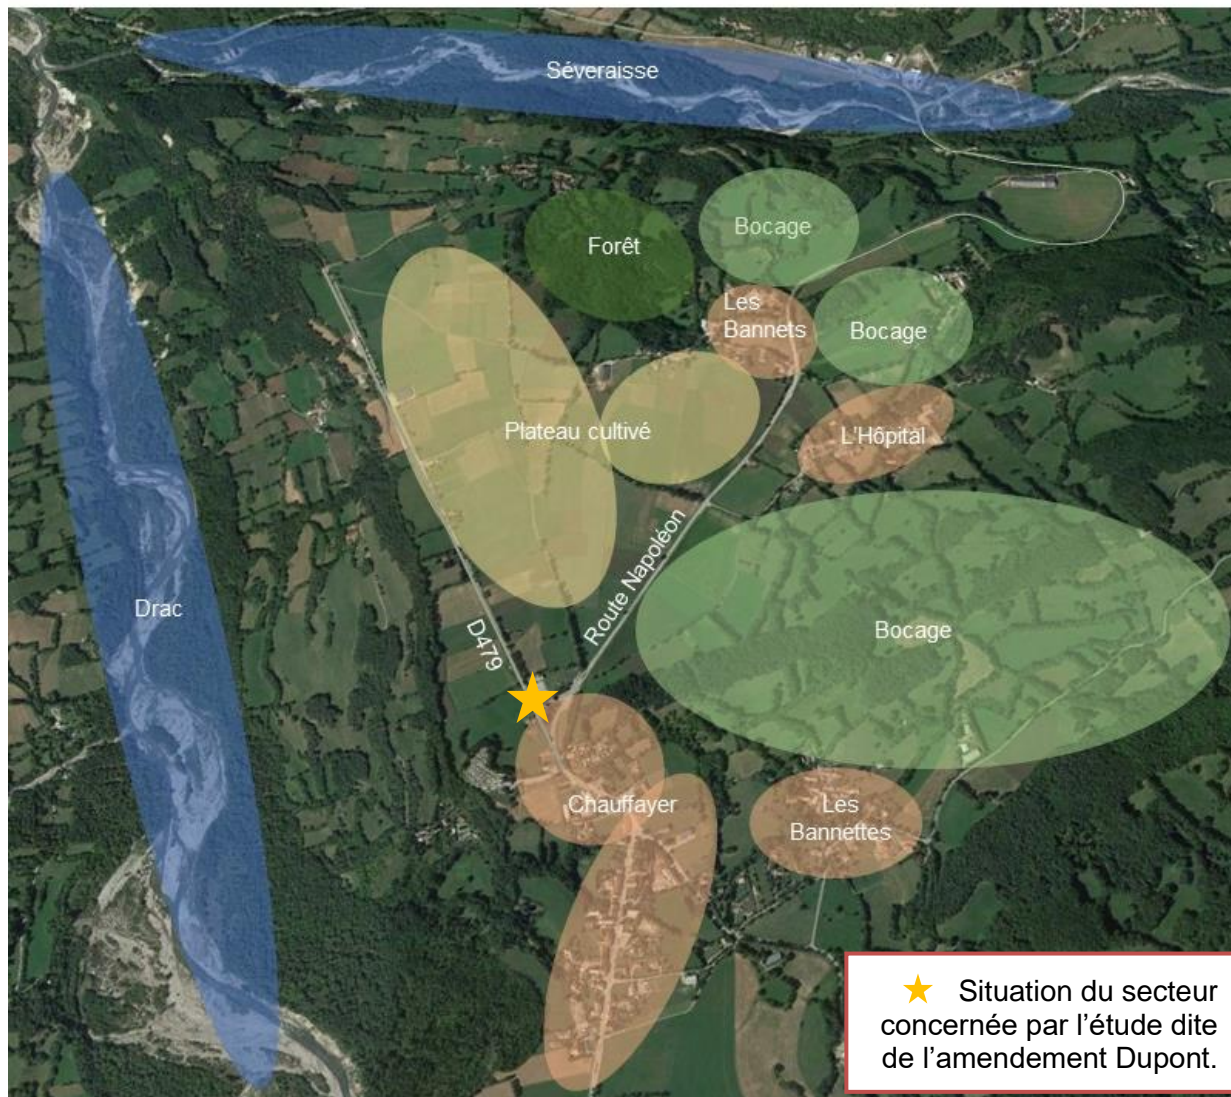 Séveraisse
Bocage
Forêt
Les
Bannets
Bocage
Plateau cultivé
L'Hôpital
Route Napoléon
Drac
D479
Bocage
Chauffayer
Les
Bannettes
Situation du secteur
concernée par l'étude dite
de l'amendement Dupont.